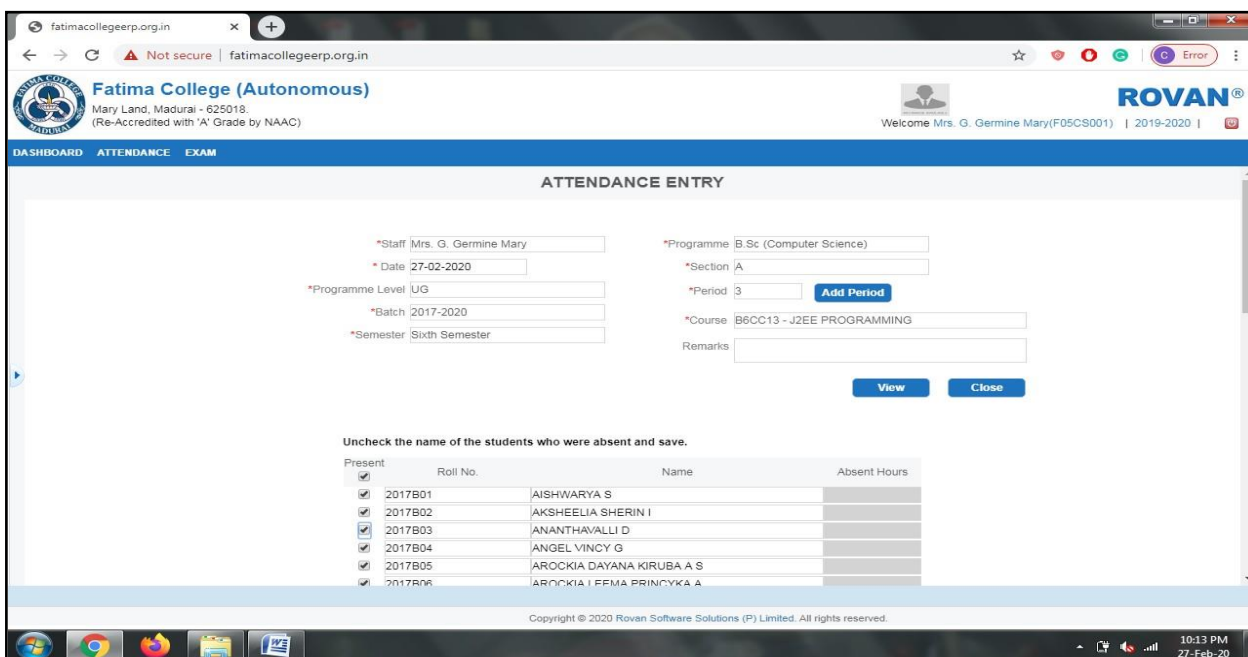 fatimacollegeerp.org.in
Not secure | fatimacollegeerp.org.in
C Error
Fatima College (Autonomous)
Mary Land, Madurai - 625018.
(Re-Accredited with 'A' Grade by NAAC)
ROVAN®
Welcome Mrs. G. Germine Mary(F05CS001) | 2019-2020 |
DASHBOARD ATTENDANCE EXAM
ATTENDANCE ENTRY
*Staff Mrs. G. Germine Mary *Programme B.Sc (Computer Science)
* Date 27-02-2020 *Section A
*Programme Level UG *Period 3 Add Period
*Batch 2017-2020 *Course B6CC13 - J2EE PROGRAMMING
*Semester Sixth Semester Remarks
View Close
Uncheck the name of the students who were absent and save.
Present Roll No. Name Absent Hours
2017B01 AISHWARYA S
2017B02 AKSHEELIA SHERIN I
2017B03 ANANTHAVALLI D
2017B04 ANGEL VINCY G
2017B05 AROCKIA DAYANA KIRUBA A S
2017B06 AROCKIA LEEMA PRINCYKA A
Copyright © 2020 Rovan Software Solutions (P) Limited. All rights reserved.
10:13 PM
27-Feb-20